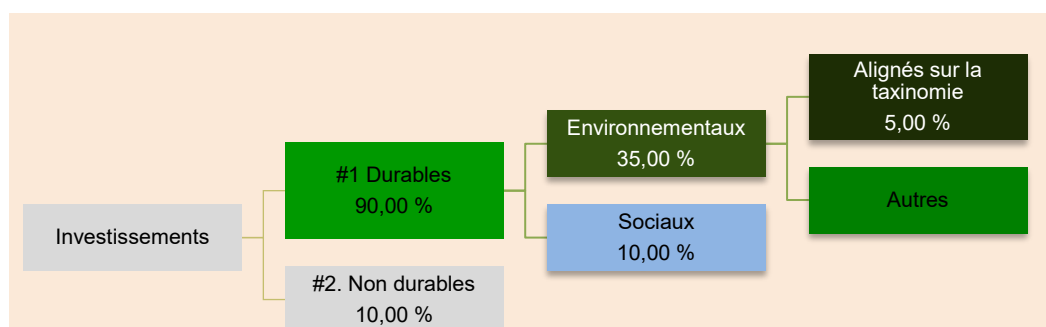 Investissements
#1 Durables
90,00 %
#2. Non durables
10,00 %
Environnementaux
35,00 %
Sociaux
10,00 %
Alignés sur la
taxinomie
5,00 %
Autres